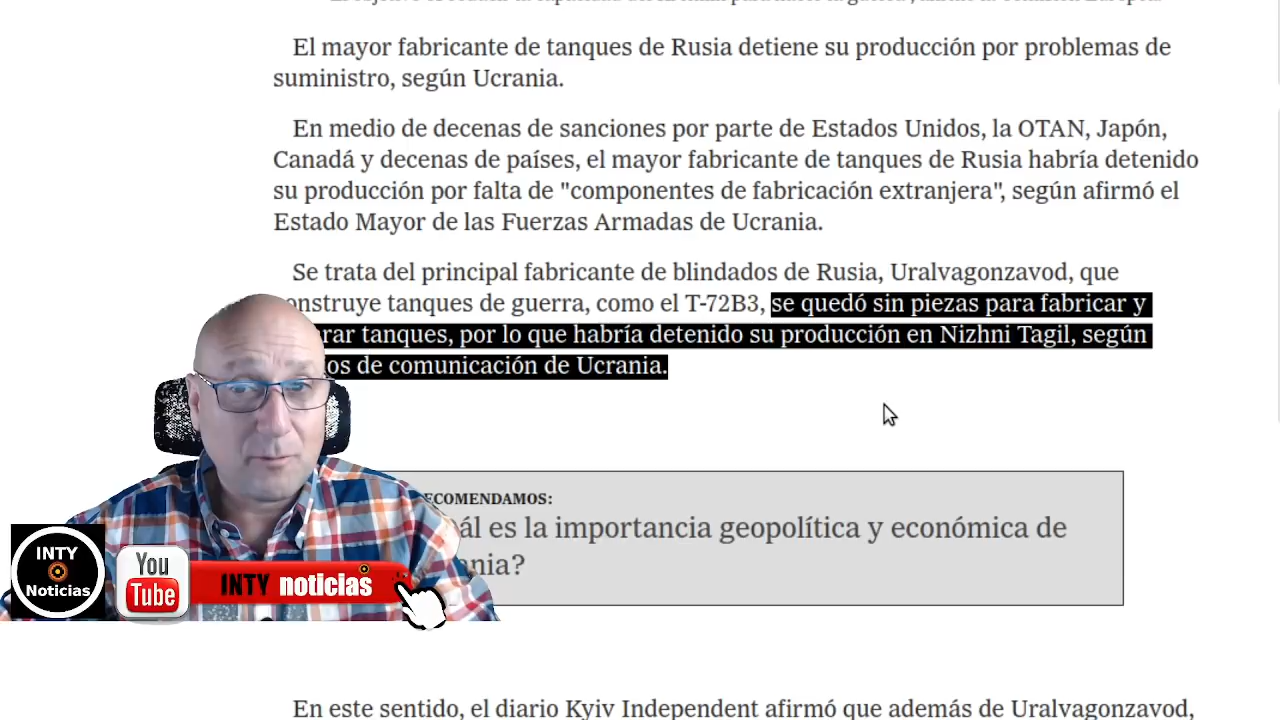 El mayor fabricante de tanques de Rusia detiene su producción por problemas de
suministro, según Ucrania.
En medio de decenas de sanciones por parte de Estados Unidos, la OTAN, Japón,
Canadá y decenas de países, el mayor fabricante de tanques de Rusia habría detenido
su producción por falta de "componentes de fabricación extranjera", según afirmó el
Estado Mayor de las Fuerzas Armadas de Ucrania.
Se trata del principal fabricante de blindados de Rusia, Uralvagonzavod, que
onstruye tanques de guerra, como el T-72B3, se quedó sin piezas para fabricar y
rar tanques, por lo que habría detenido su producción en Nizhni Tagil, según
os de comunicación de Ucrania.
ECOMENDAMOS:
ál es la importancia geopolítica y económica de
ania?
INTY
Noticias
You
Tube
INTY noticias
En este sentido, el diario Kyiv Independent afirmó que además de Uralvagonzavod,